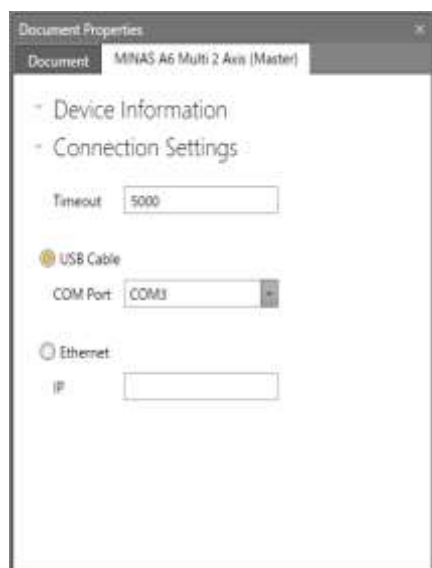 Document Properties
Document MINAS A6 Multi 2 Axis (Master)
Device Information
Connection Settings
Timeout 5000
USB Cable
COM Port COM3
Ethernet
IP